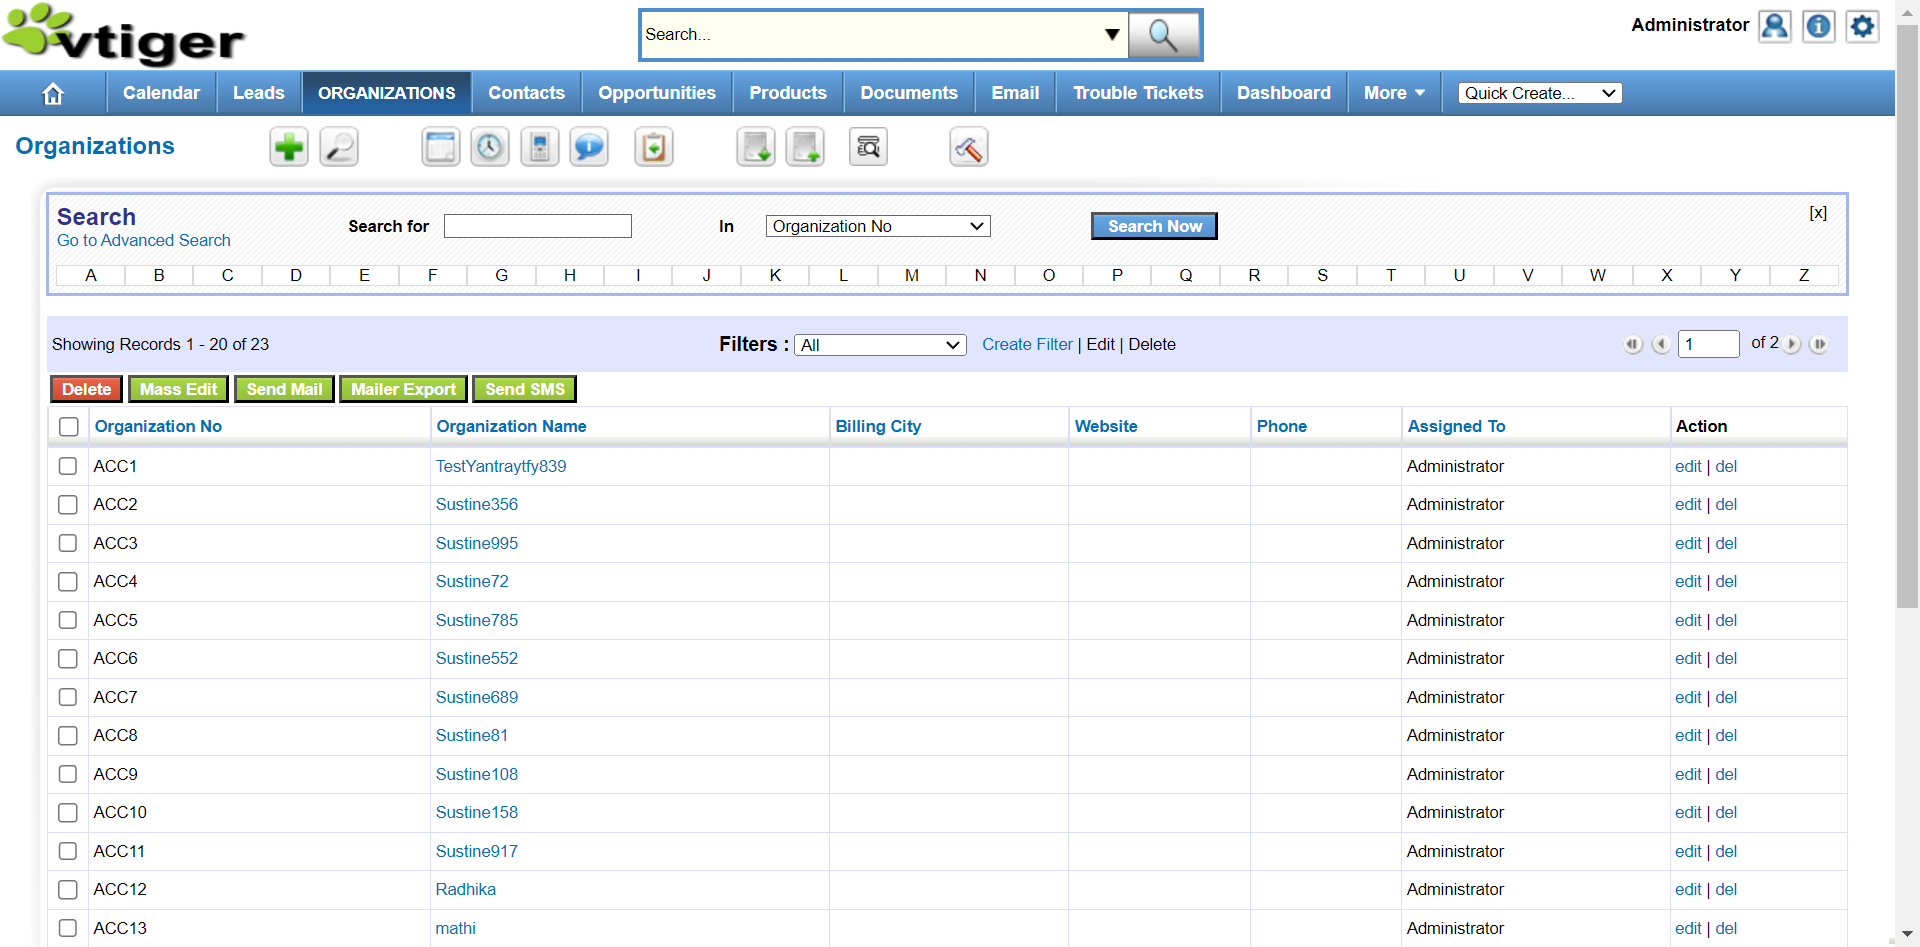 vtiger
Search...
Administrator
Calendar Leads ORGANIZATIONS Contacts Opportunities Products Documents Email Trouble Tickets Dashboard More Quick Create...
Organizations
Search
Go to Advanced Search
Search for In Organization No Search Now [x]
A B C D E F G H I J K L M N O P Q R S T U V W X Y Z
Showing Records 1 - 20 of 23 Filters : All Create Filter | Edit | Delete 1 of 2
Delete Mass Edit Send Mail Mailer Export Send SMS
Organization No Organization Name Billing City Website Phone Assigned To Action
ACC1 TestYantraytfy839 Administrator edit | del
ACC2 Sustine356 Administrator edit | del
ACC3 Sustine995 Administrator edit | del
ACC4 Sustine72 Administrator edit | del
ACC5 Sustine785 Administrator edit | del
ACC6 Sustine552 Administrator edit | del
ACC7 Sustine689 Administrator edit | del
ACC8 Sustine81 Administrator edit | del
ACC9 Sustine108 Administrator edit | del
ACC10 Sustine158 Administrator edit | del
ACC11 Sustine917 Administrator edit | del
ACC12 Radhika Administrator edit | del
ACC13 mathi Administrator edit | del